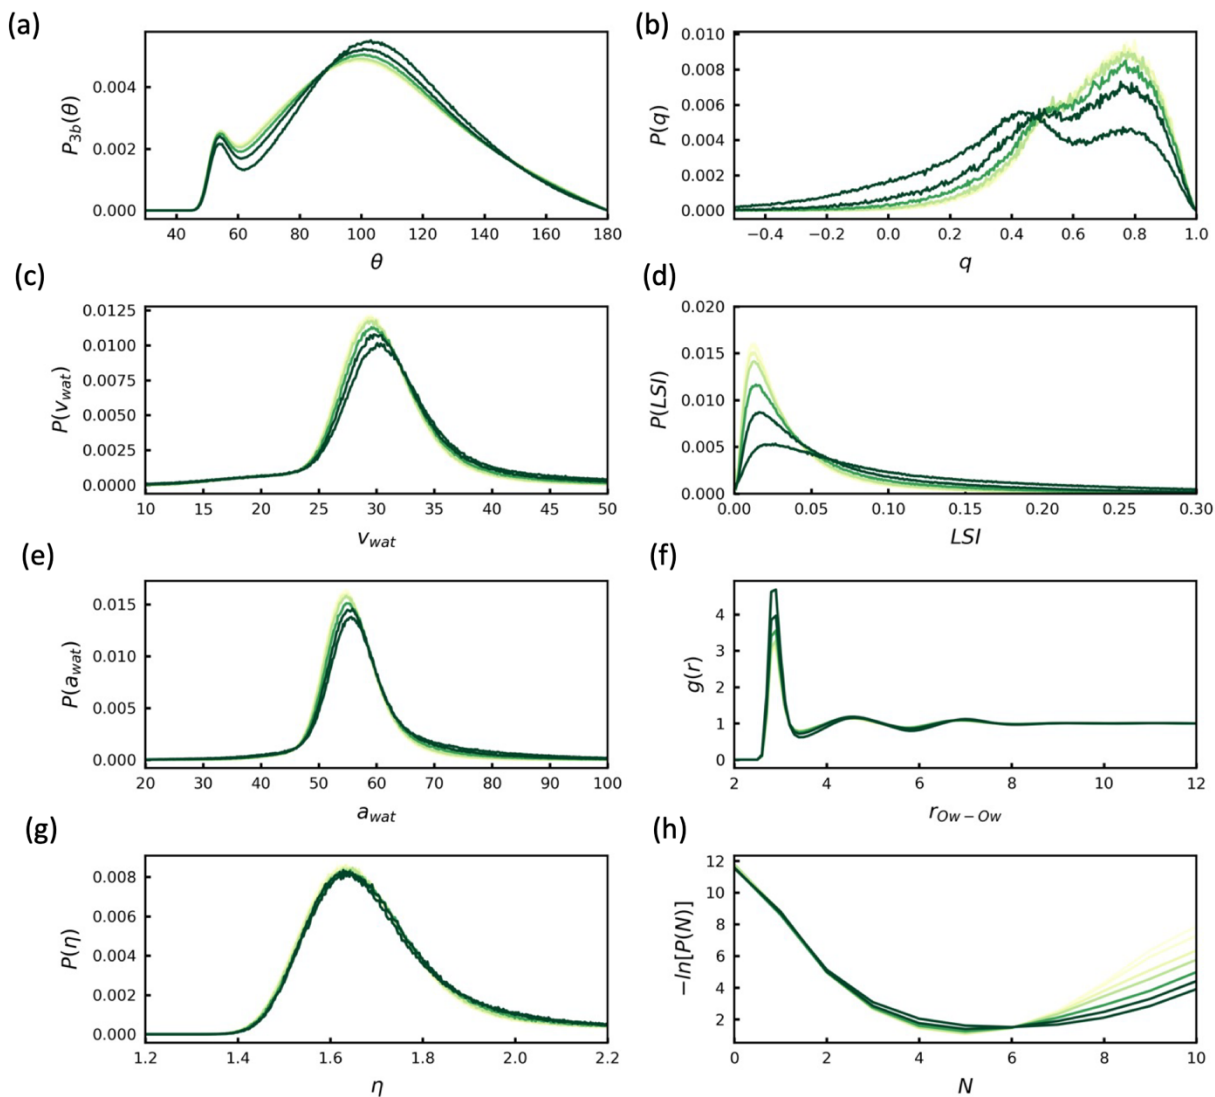 (a)
P3b(θ)
0.004
0.002
0.000
40 60 80 100 120 140 160 180
θ
(b)
P(q)
0.010
0.008
0.006
0.004
0.002
0.000
−0.4 −0.2 0.0 0.2 0.4 0.6 0.8 1.0
q
(c)
P(vwat)
0.0125
0.0100
0.0075
0.0050
0.0025
0.0000
10 15 20 25 30 35 40 45 50
vwat
(d)
P(LSI)
0.020
0.015
0.010
0.005
0.000
0.00 0.05 0.10 0.15 0.20 0.25 0.30
LSI
(e)
P(awat)
0.015
0.010
0.005
0.000
20 30 40 50 60 70 80 90 100
awat
(f)
g(r)
4
3
2
1
0
2 4 6 8 10 12
rOw−Ow
(g)
P(η)
0.008
0.006
0.004
0.002
0.000
1.2 1.4 1.6 1.8 2.0 2.2
η
(h)
−ln[P(N)]
12
10
8
6
4
2
0 2 4 6 8 10
N